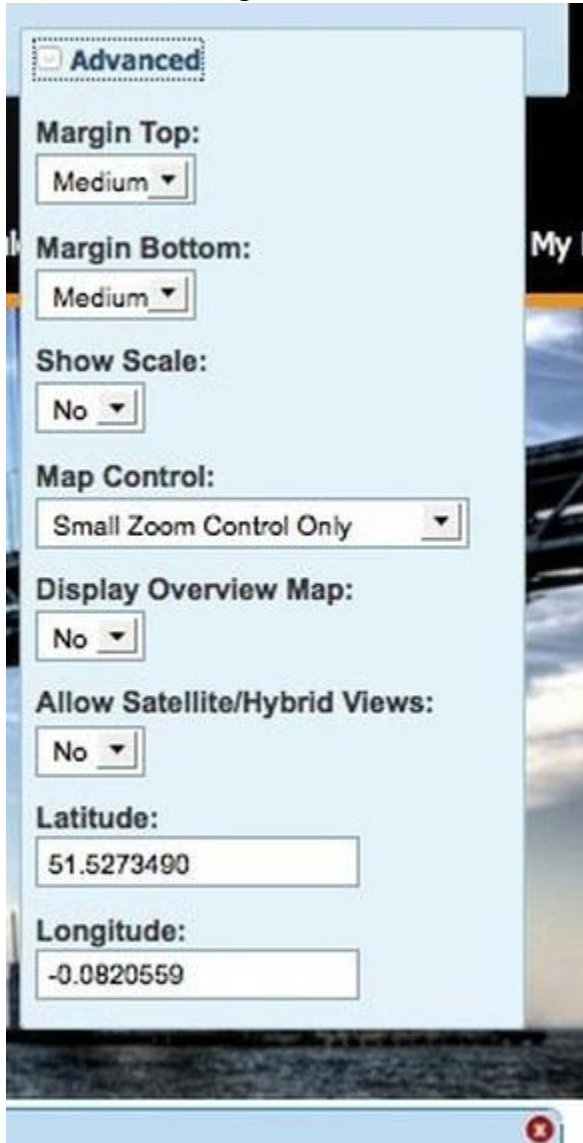 Advanced
Margin Top:
Medium
Margin Bottom:
Medium
My
Show Scale:
No
Map Control:
Small Zoom Control Only
Display Overview Map:
No
Allow Satellite/Hybrid Views:
No
Latitude:
51.5273490
Longitude:
-0.0820559